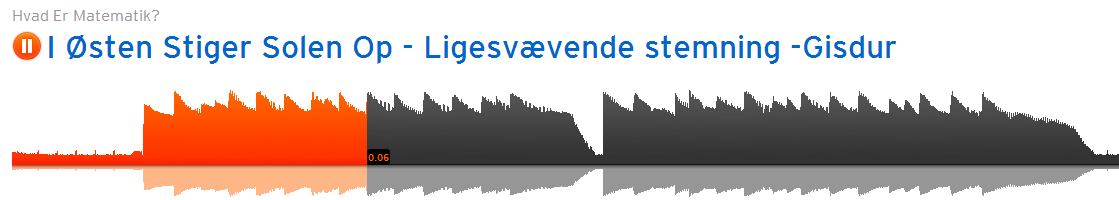 Hvad Er Matematik?
I Østen Stiger Solen Op - Ligesvævende stemning -Gisdur
0.06